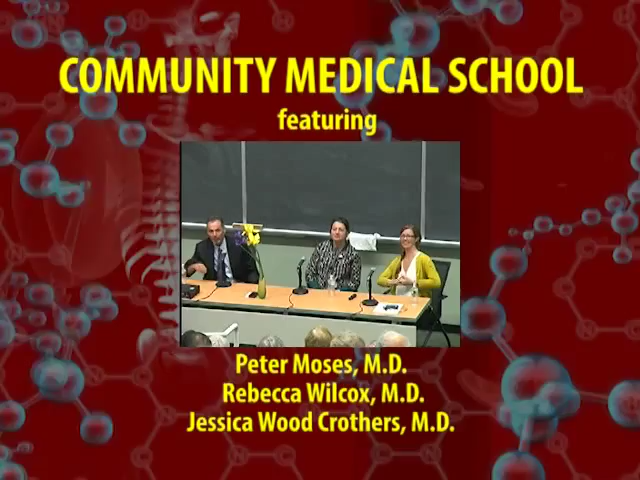 COMMUNITY MEDICAL SCHOOL
featuring
Peter Moses, M.D.
Rebecca Wilcox, M.D.
Jessica Wood Crothers, M.D.